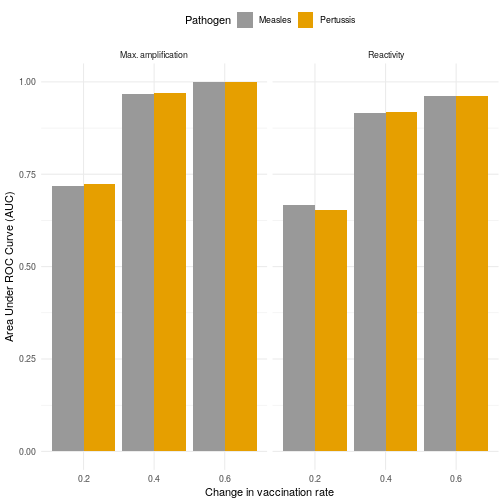 Pathogen Measles Pertussis
Max. amplification Reactivity
1.00
0.75
0.50
0.25
0.00
Area Under ROC Curve (AUC)
0.2 0.4 0.6 0.2 0.4 0.6
Change in vaccination rate